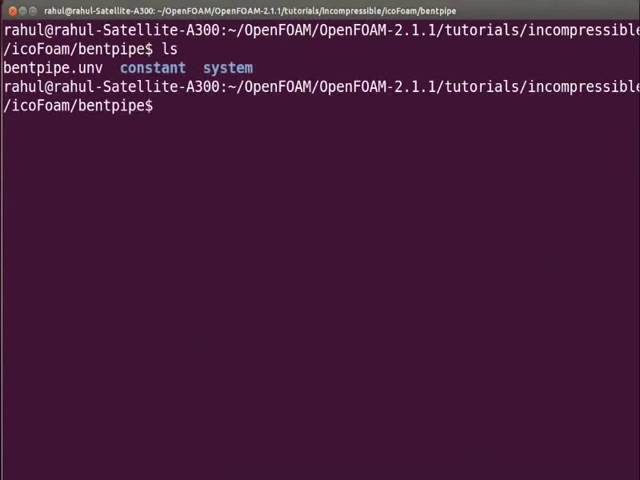 rahul@rahul-Satellite-A300: ~/OpenFOAM/OpenFOAM-2.1.1/tutorials/incompressible/icoFoam/bentpipe
rahul@rahul-Satellite-A300:~/OpenFOAM/OpenFOAM-2.1.1/tutorials/incompressible
/icoFoam/bentpipe$ ls
bentpipe.unv constant system
rahul@rahul-Satellite-A300:~/OpenFOAM/OpenFOAM-2.1.1/tutorials/incompressible
/icoFoam/bentpipe$